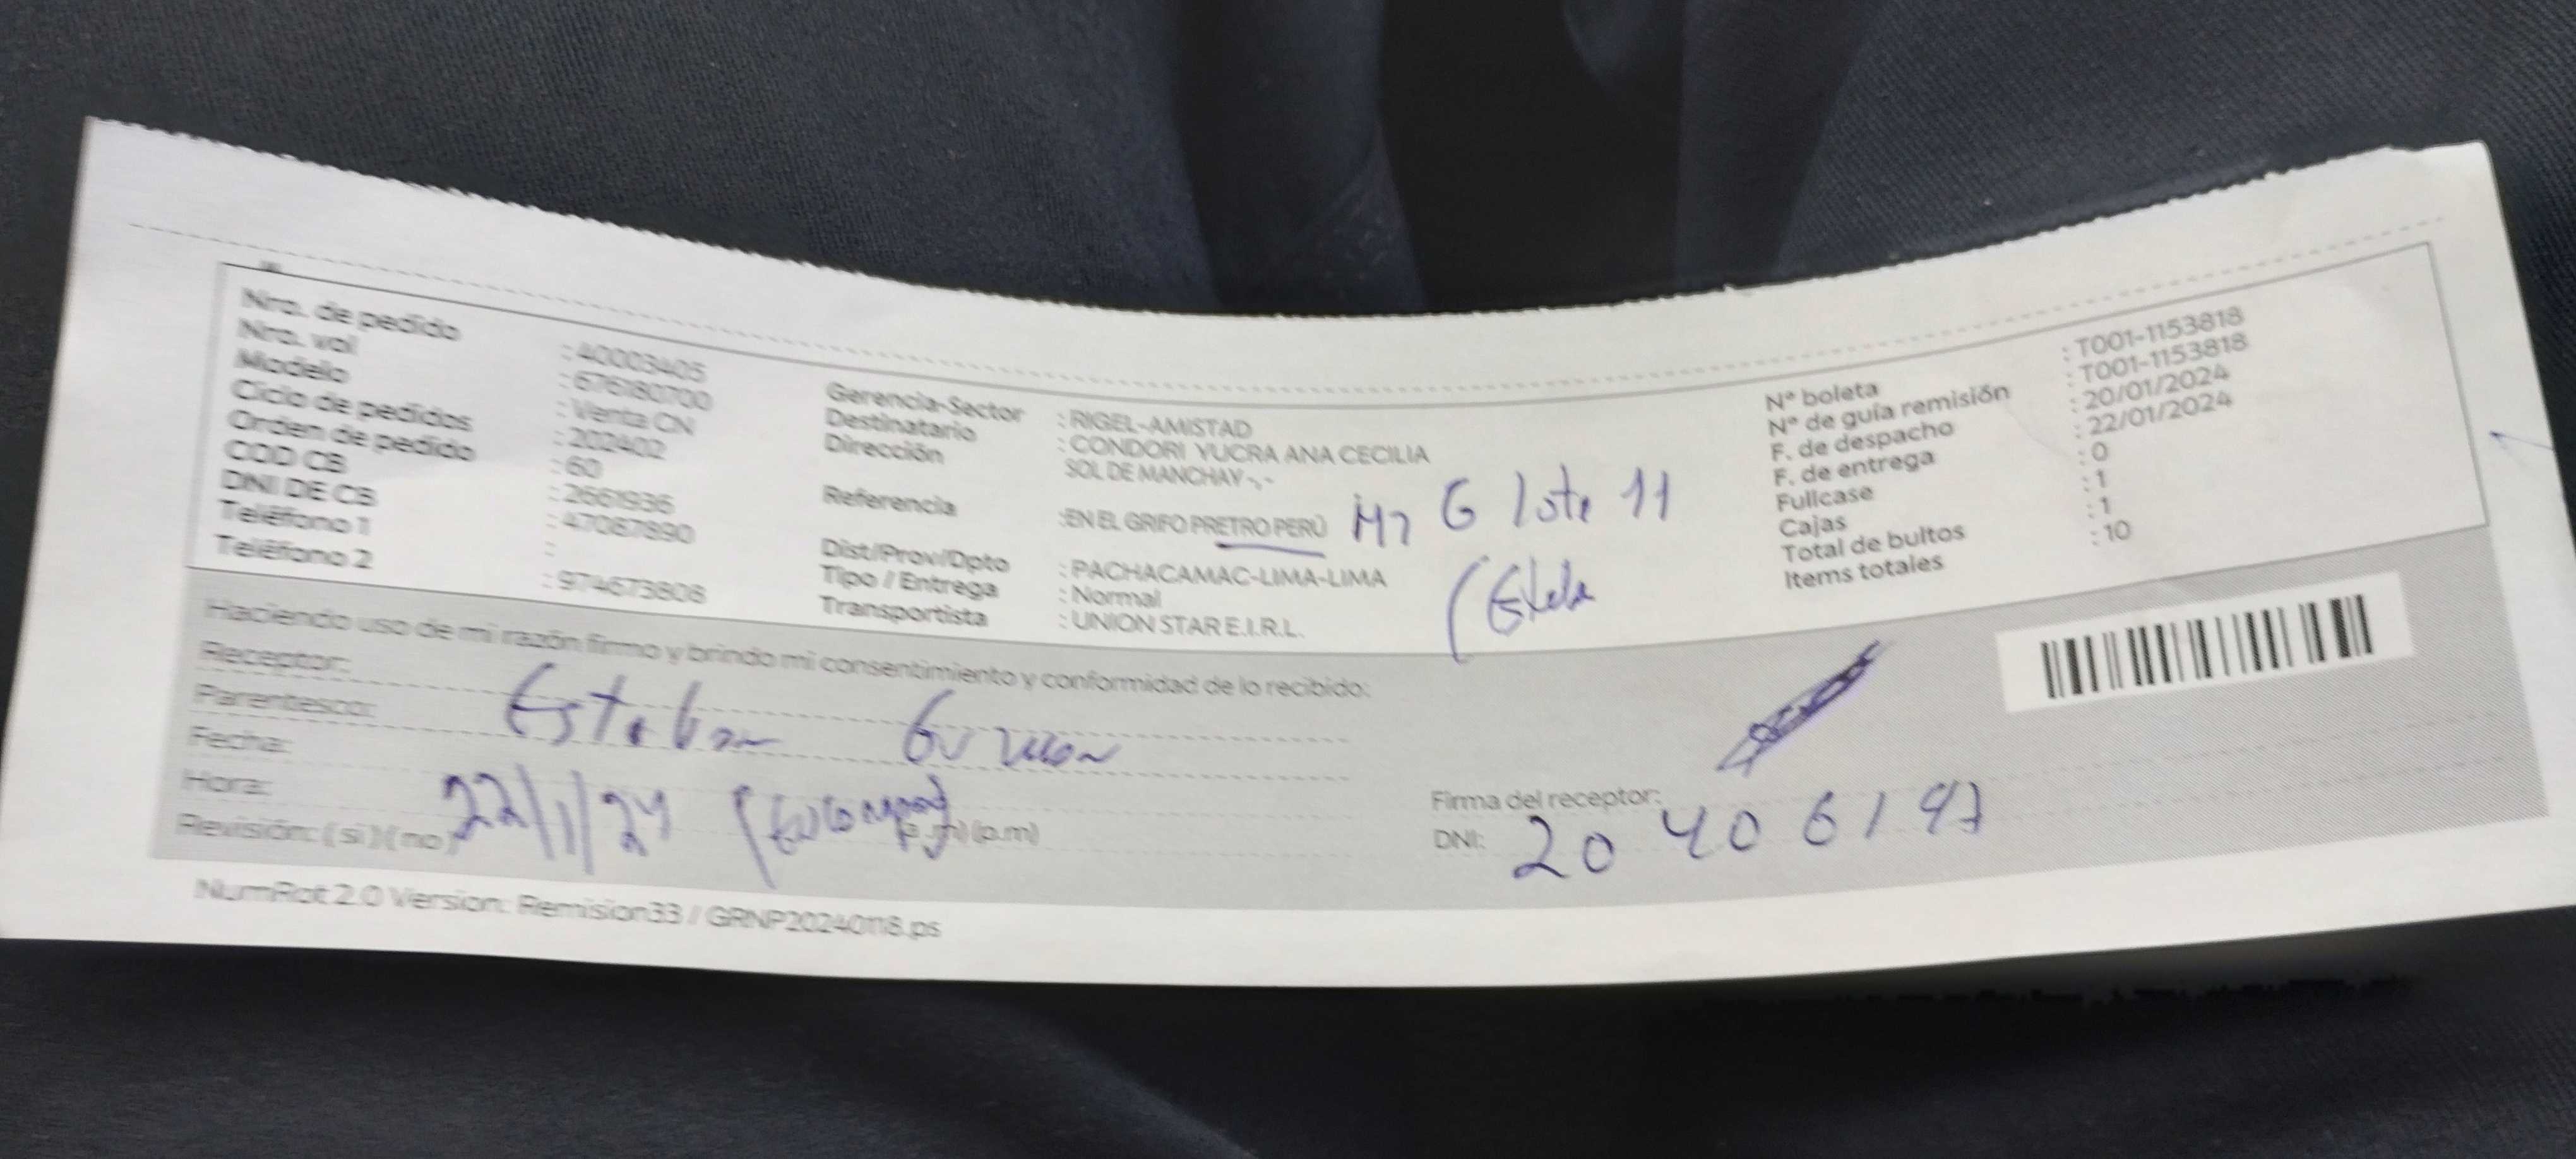 Nro. de pedido : 40003405
Nro. vol : 676180700
Modelo : Venta CN
Ciclo de pedidos : 202402
Orden de pedido : 60
COD CB : 2661936
DNI DE CB : 47087890
Teléfono 1 :
Teléfono 2 : 974673808
Gerencia-Sector : RIGEL-AMISTAD
Destinatario : CONDORI YUCRA ANA CECILIA
Dirección SOL DE MANCHAY -, -
Referencia :EN EL GRIFO PRETRO PERÚ Mz G lote 11
Dist/Prov/Dpto : PACHACAMAC-LIMA-LIMA
Tipo / Entrega : Normal
Transportista : UNION STAR E.I.R.L.
N° boleta : T001-1153818
N° de guía remisión : T001-1153818
F. de despacho : 20/01/2024
F. de entrega : 22/01/2024
Fullcase : 0
Cajas : 1
Total de bultos : 1
Items totales : 10
Haciendo uso de mi razón firmo y brindo mi consentimiento y conformidad de lo recibido:
Receptor:
Parentesco: Esteban
Fecha:
Hora: 22/1/24
Revisión: ( si ) ( no ) (a.m) (p.m)
Firma del receptor:
DNI: 20406197
NumRot 2.0 Version: Remision33 / GRNP20240118.ps